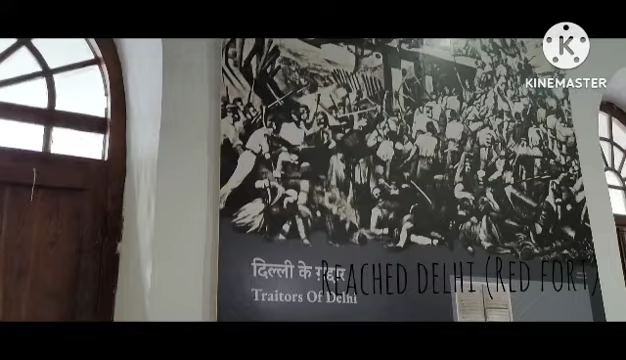 KINEMASTER
दिल्ली के ग़द्दार
Traitors Of Delhi
REACHED DELHI (RED FORT)